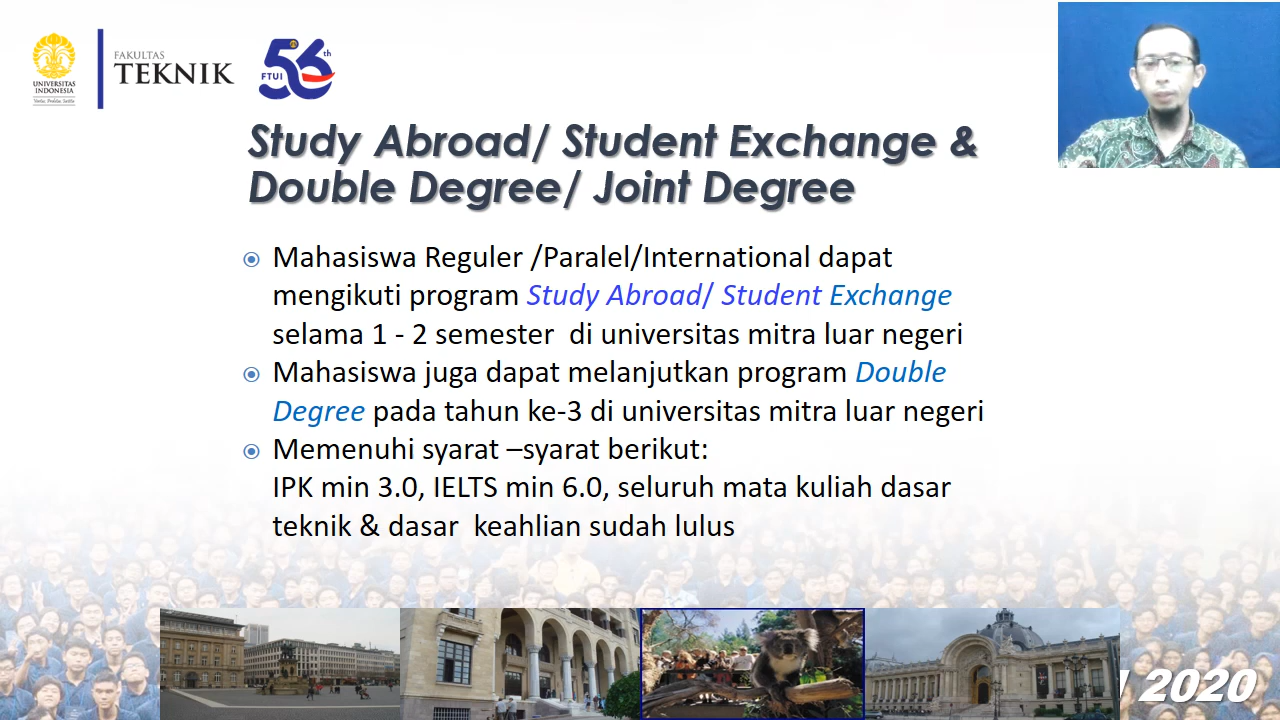 UNIVERSITAS
INDONESIA
Veritas, Probitas, Iustitia
FAKULTAS
TEKNIK
56th
FTUI
Study Abroad/ Student Exchange &
Double Degree/ Joint Degree
Mahasiswa Reguler /Paralel/International dapat
mengikuti program Study Abroad/ Student Exchange
selama 1 - 2 semester di universitas mitra luar negeri
Mahasiswa juga dapat melanjutkan program Double
Degree pada tahun ke-3 di universitas mitra luar negeri
Memenuhi syarat –syarat berikut:
IPK min 3.0, IELTS min 6.0, seluruh mata kuliah dasar
teknik & dasar keahlian sudah lulus
2020